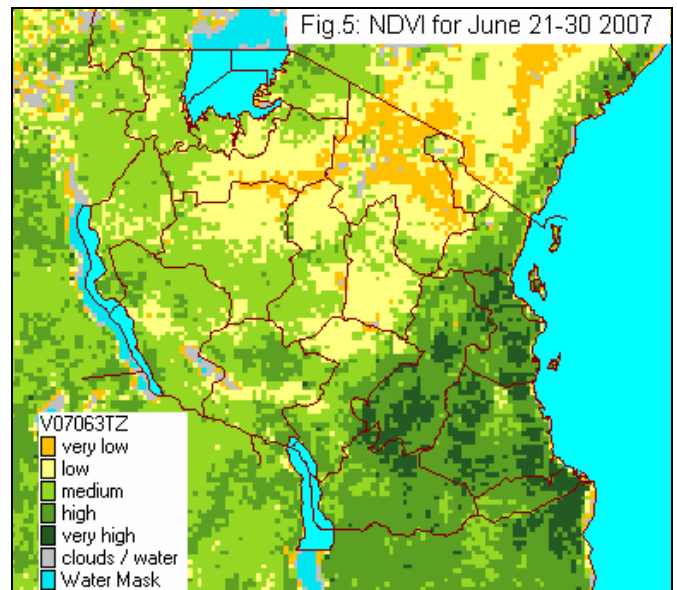 Fig.5: NDVI for June 21-30 2007
V07063TZ
very low
low
medium
high
very high
clouds / water
Water Mask